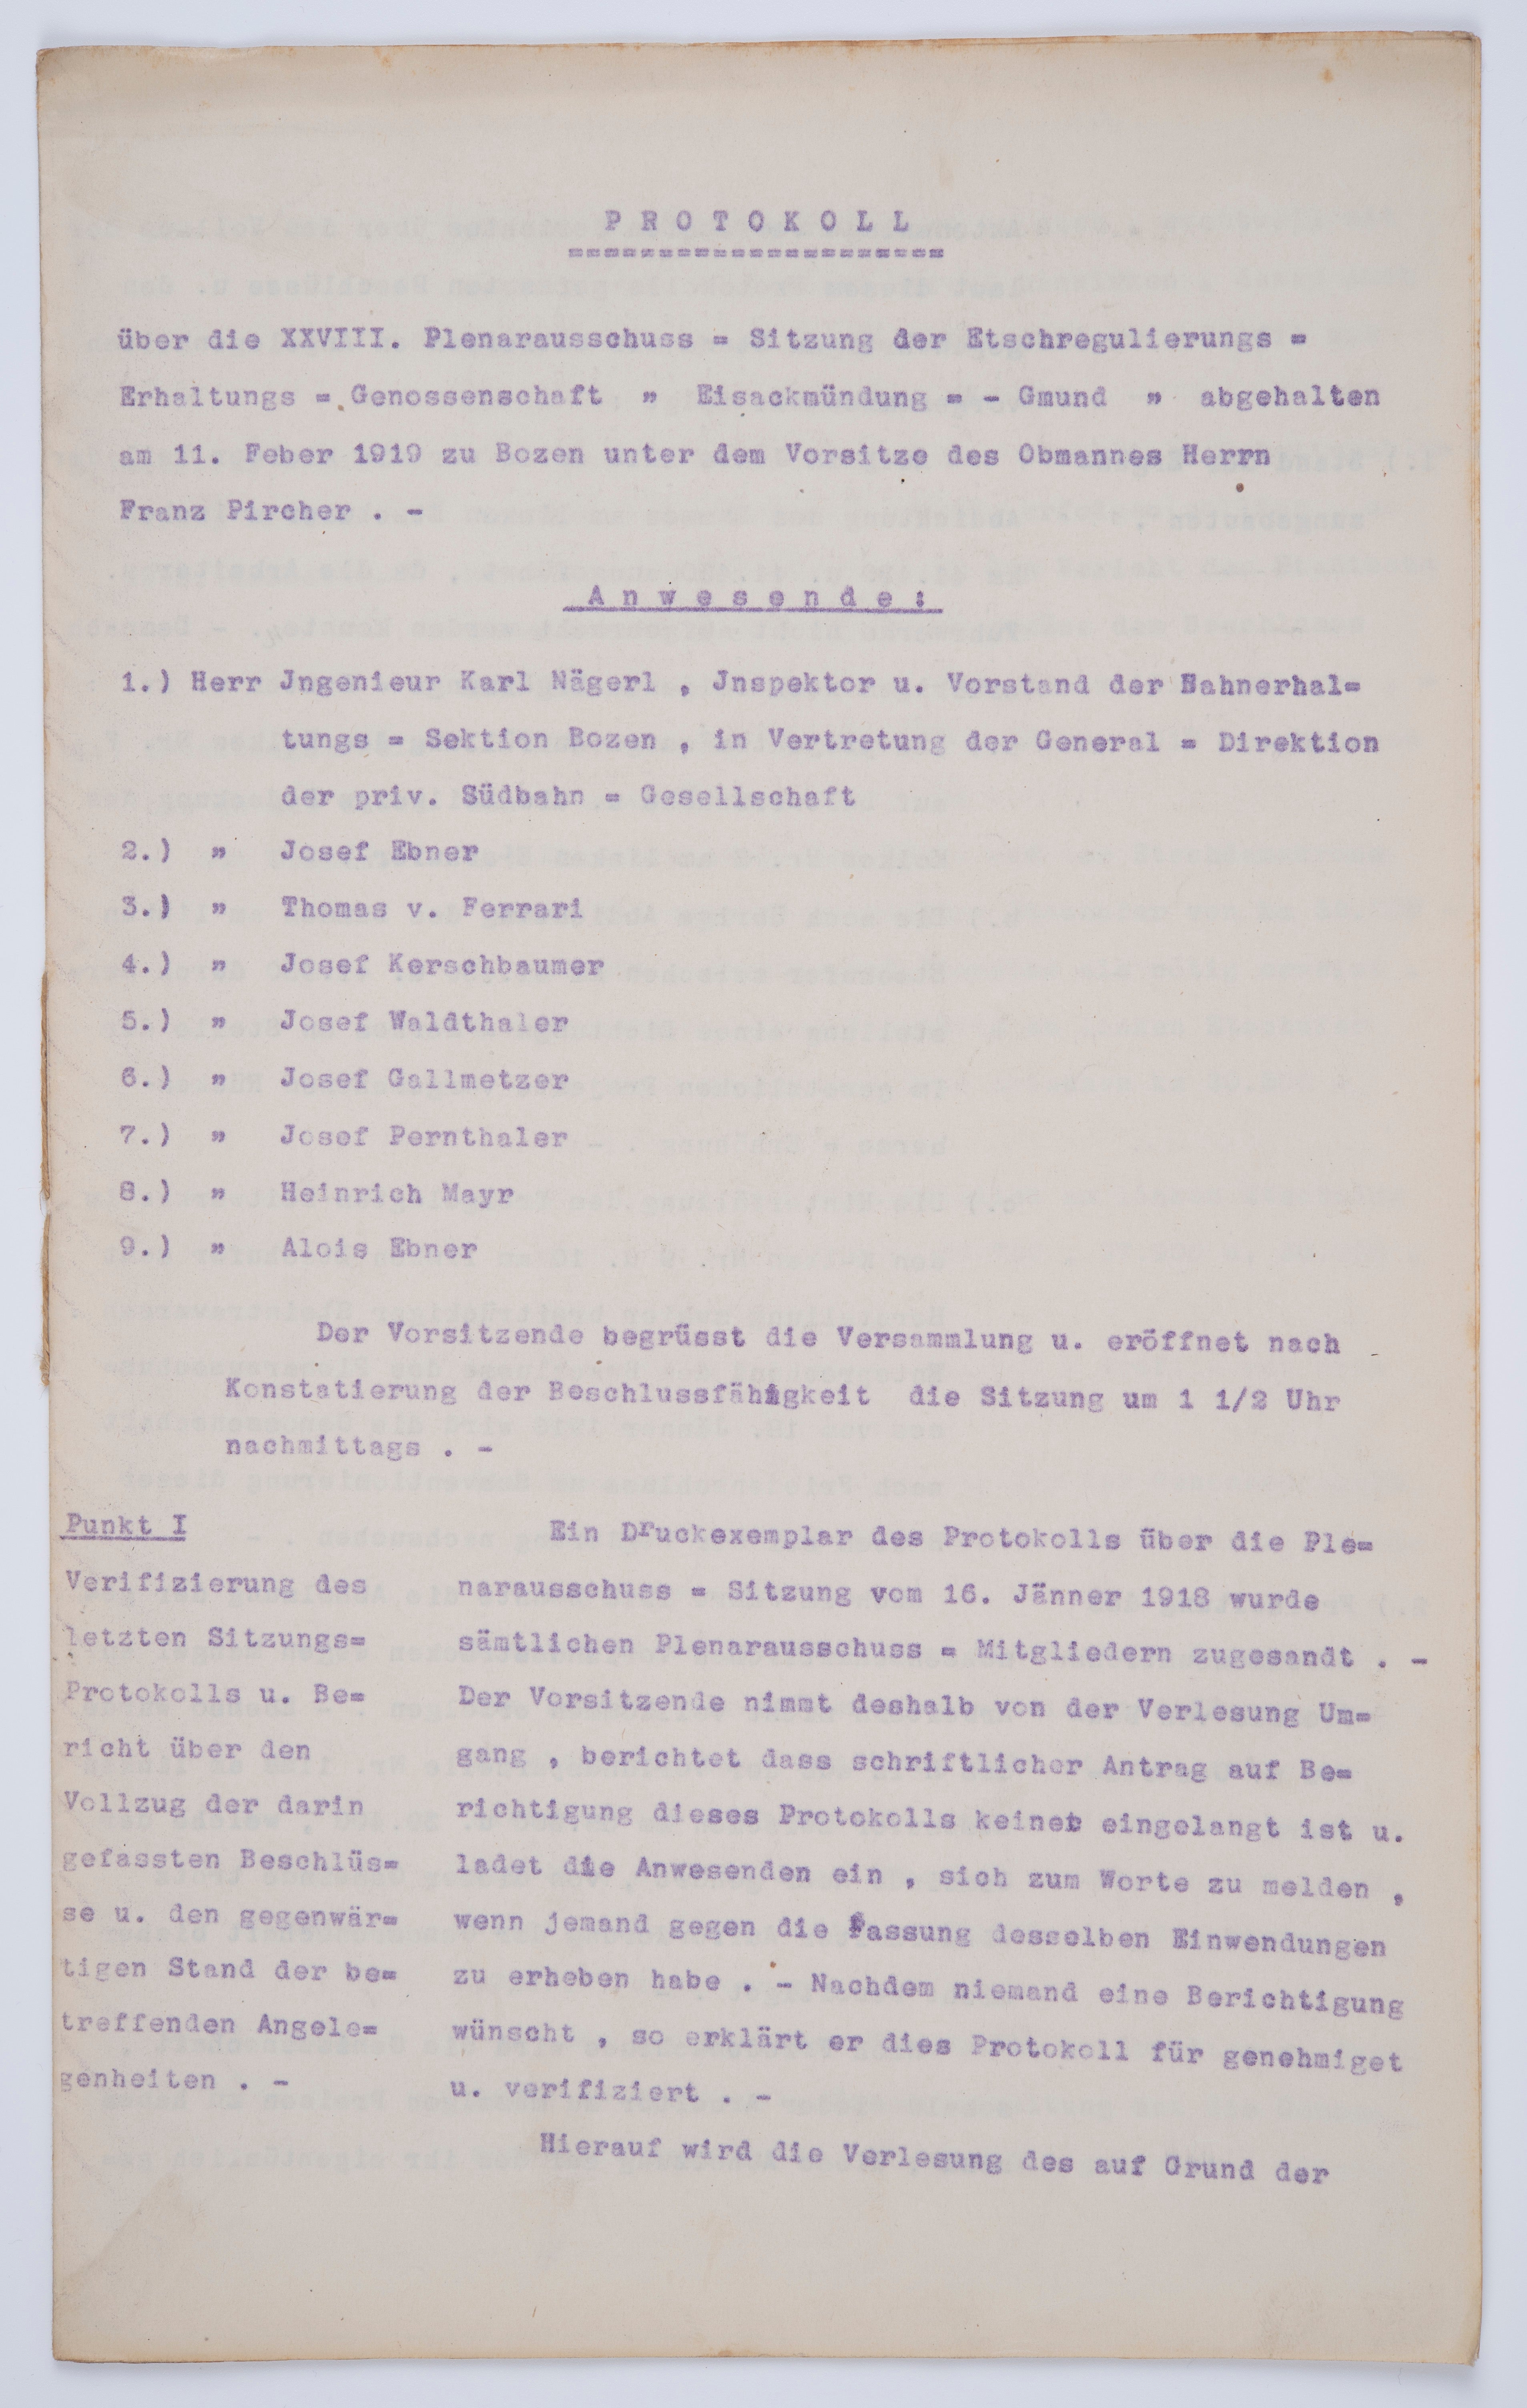 PROTOKOLL
=====================
über die XXVIII. Plenarausschuss = Sitzung der Etschregulierungs =
Erhaltungs = Genossenschaft " Eisackmündung = - Gmund " abgehalten
am 11. Feber 1919 zu Bozen unter dem Vorsitze des Obmannes Herrn
Franz Pircher . -
Anwesende:
1.) Herr Jngenieur Karl Nägerl , Jnspektor u. Vorstand der Bahnerhal=
tungs = Sektion Bozen , in Vertretung der General = Direktion
der priv. Südbahn = Gesellschaft
2.) " Josef Ebner
3.) " Thomas v. Ferrari
4.) " Josef Kerschbaumer
5.) " Josef Waldthaler
6.) " Josef Gallmetzer
7.) " Josef Pernthaler
8.) " Heinrich Mayr
9.) " Alois Ebner
Der Vorsitzende begrüsst die Versammlung u. eröffnet nach
Konstatierung der Beschlussfähigkeit die Sitzung um 1 1/2 Uhr
nachmittags . -
Punkt I
Verifizierung des
letzten Sitzungs=
Protokolls u. Be=
richt über den
Vollzug der darin
gefassten Beschlüs=
se u. den gegenwär=
tigen Stand der be=
treffenden Angele=
genheiten . -
Ein Druckexemplar des Protokolls über die Ple=
narausschuss = Sitzung vom 16. Jänner 1918 wurde
sämtlichen Plenarausschuss = Mitgliedern zugesandt . -
Der Vorsitzende nimmt deshalb von der Verlesung Um=
gang , berichtet dass schriftlicher Antrag auf Be=
richtigung dieses Protokolls keiner eingelangt ist u.
ladet die Anwesenden ein , sich zum Worte zu melden ,
wenn jemand gegen die Fassung desselben Einwendungen
zu erheben habe . - Nachdem niemand eine Berichtigung
wünscht , so erklärt er dies Protokoll für genehmiget
u. verifiziert . -
Hierauf wird die Verlesung des auf Grund der